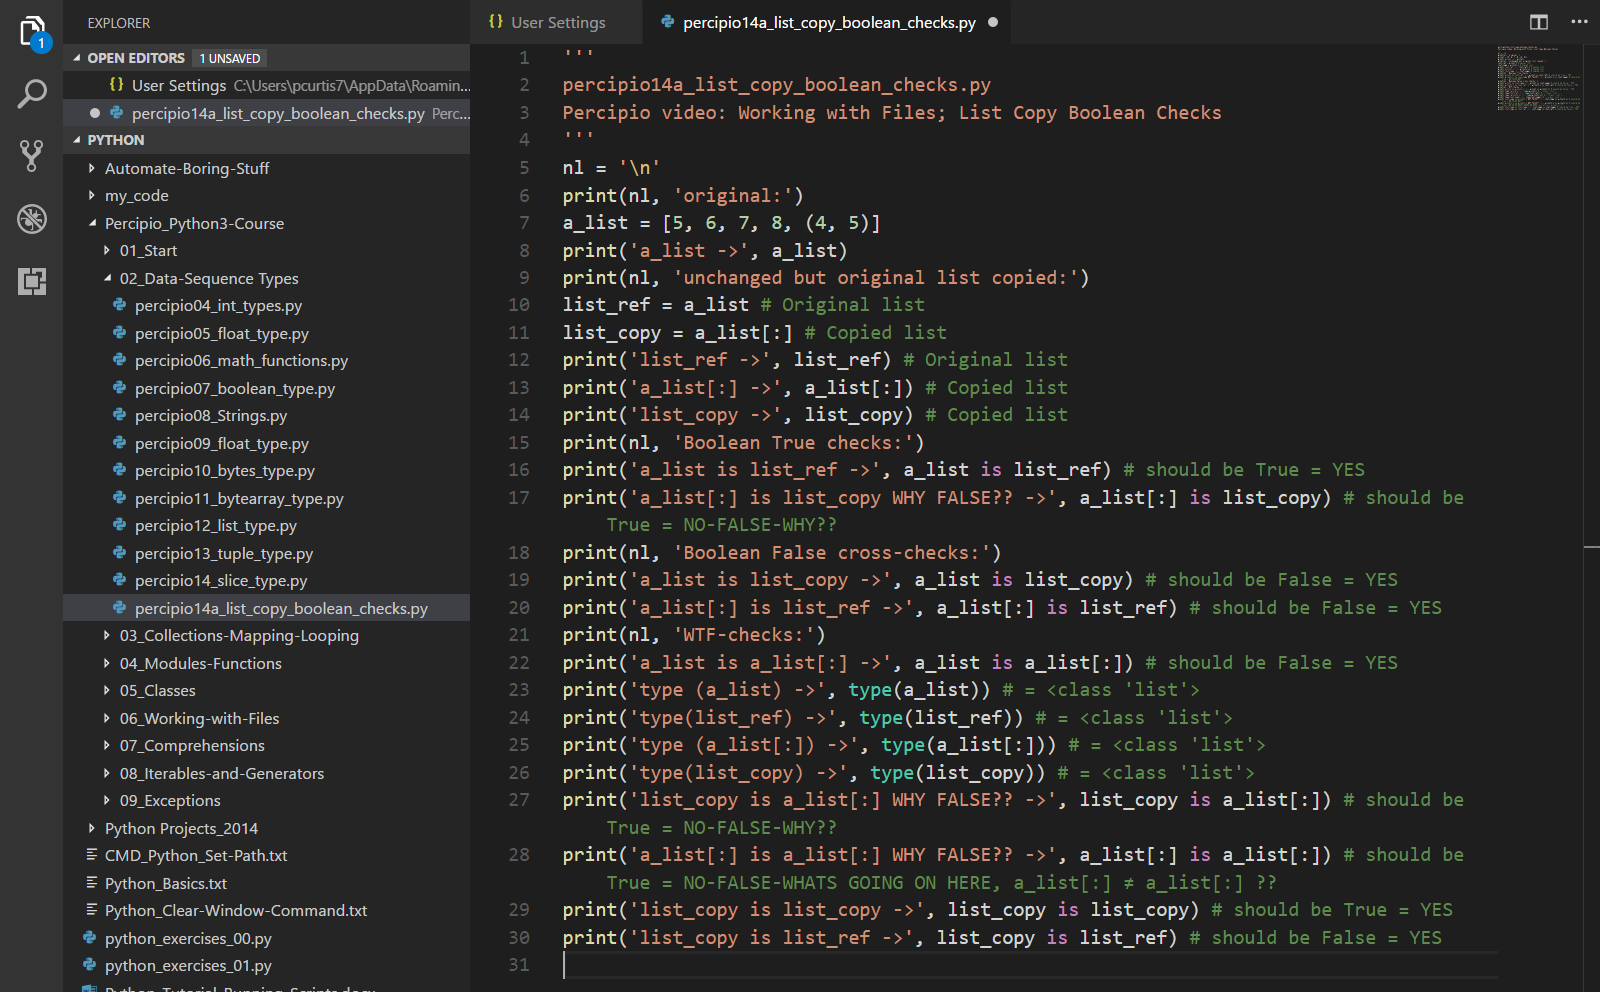 EXPLORER
OPEN EDITORS 1 UNSAVED
User Settings C:\Users\pcurtis7\AppData\Roamin...
percipio14a_list_copy_boolean_checks.py Perc...
PYTHON
Automate-Boring-Stuff
my_code
Percipio_Python3-Course
01_Start
02_Data-Sequence Types
percipio04_int_types.py
percipio05_float_type.py
percipio06_math_functions.py
percipio07_boolean_type.py
percipio08_Strings.py
percipio09_float_type.py
percipio10_bytes_type.py
percipio11_bytearray_type.py
percipio12_list_type.py
percipio13_tuple_type.py
percipio14_slice_type.py
percipio14a_list_copy_boolean_checks.py
03_Collections-Mapping-Looping
04_Modules-Functions
05_Classes
06_Working-with-Files
07_Comprehensions
08_Iterables-and-Generators
09_Exceptions
Python Projects_2014
CMD_Python_Set-Path.txt
Python_Basics.txt
Python_Clear-Window-Command.txt
python_exercises_00.py
python_exercises_01.py
Python_Tutorial_Running_Scripts.docx
1
{} User Settings
percipio14a_list_copy_boolean_checks.py
1 '''
2 percipio14a_list_copy_boolean_checks.py
3 Percipio video: Working with Files; List Copy Boolean Checks
4 '''
5 nl = '\n'
6 print(nl, 'original:')
7 a_list = [5, 6, 7, 8, (4, 5)]
8 print('a_list ->', a_list)
9 print(nl, 'unchanged but original list copied:')
10 list_ref = a_list # Original list
11 list_copy = a_list[:] # Copied list
12 print('list_ref ->', list_ref) # Original list
13 print('a_list[:] ->', a_list[:]) # Copied list
14 print('list_copy ->', list_copy) # Copied list
15 print(nl, 'Boolean True checks:')
16 print('a_list is list_ref ->', a_list is list_ref) # should be True = YES
17 print('a_list[:] is list_copy WHY FALSE?? ->', a_list[:] is list_copy) # should be
True = NO-FALSE-WHY??
18 print(nl, 'Boolean False cross-checks:')
19 print('a_list is list_copy ->', a_list is list_copy) # should be False = YES
20 print('a_list[:] is list_ref ->', a_list[:] is list_ref) # should be False = YES
21 print(nl, 'WTF-checks:')
22 print('a_list is a_list[:] ->', a_list is a_list[:]) # should be False = YES
23 print('type (a_list) ->', type(a_list)) # = <class 'list'>
24 print('type(list_ref) ->', type(list_ref)) # = <class 'list'>
25 print('type (a_list[:]) ->', type(a_list[:])) # = <class 'list'>
26 print('type(list_copy) ->', type(list_copy)) # = <class 'list'>
27 print('list_copy is a_list[:] WHY FALSE?? ->', list_copy is a_list[:]) # should be
True = NO-FALSE-WHY??
28 print('a_list[:] is a_list[:] WHY FALSE?? ->', a_list[:] is a_list[:]) # should be
True = NO-FALSE-WHATS GOING ON HERE, a_list[:] ≠ a_list[:] ??
29 print('list_copy is list_copy ->', list_copy is list_copy) # should be True = YES
30 print('list_copy is list_ref ->', list_copy is list_ref) # should be False = YES
31